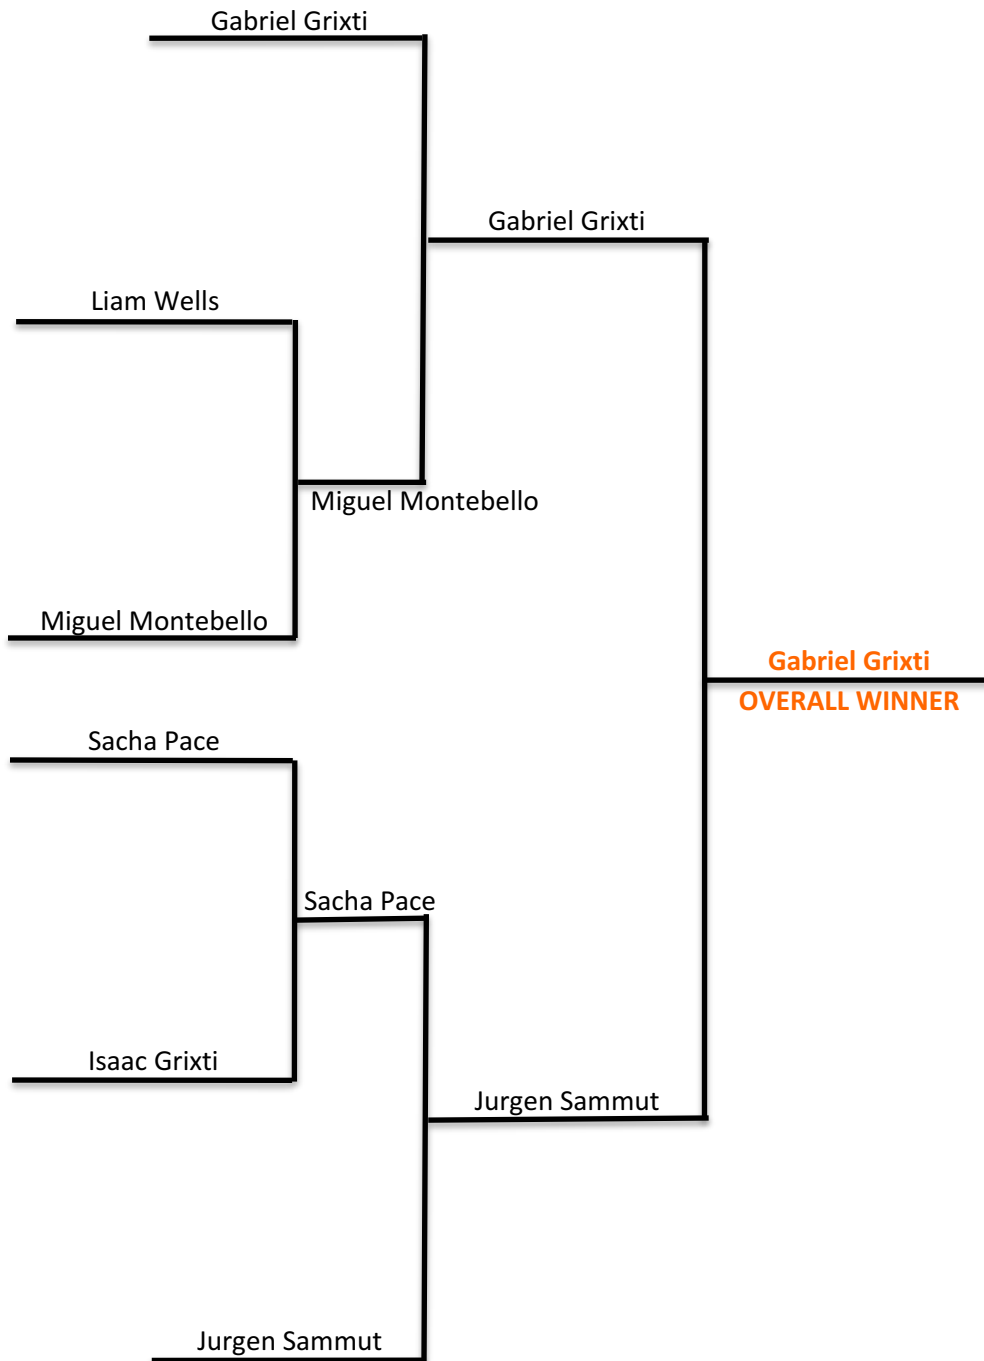 Gabriel Grixti
Gabriel Grixti
Liam Wells
Miguel Montebello
Miguel Montebello
Gabriel Grixti
OVERALL WINNER
Sacha Pace
Sacha Pace
Isaac Grixti
Jurgen Sammut
Jurgen Sammut